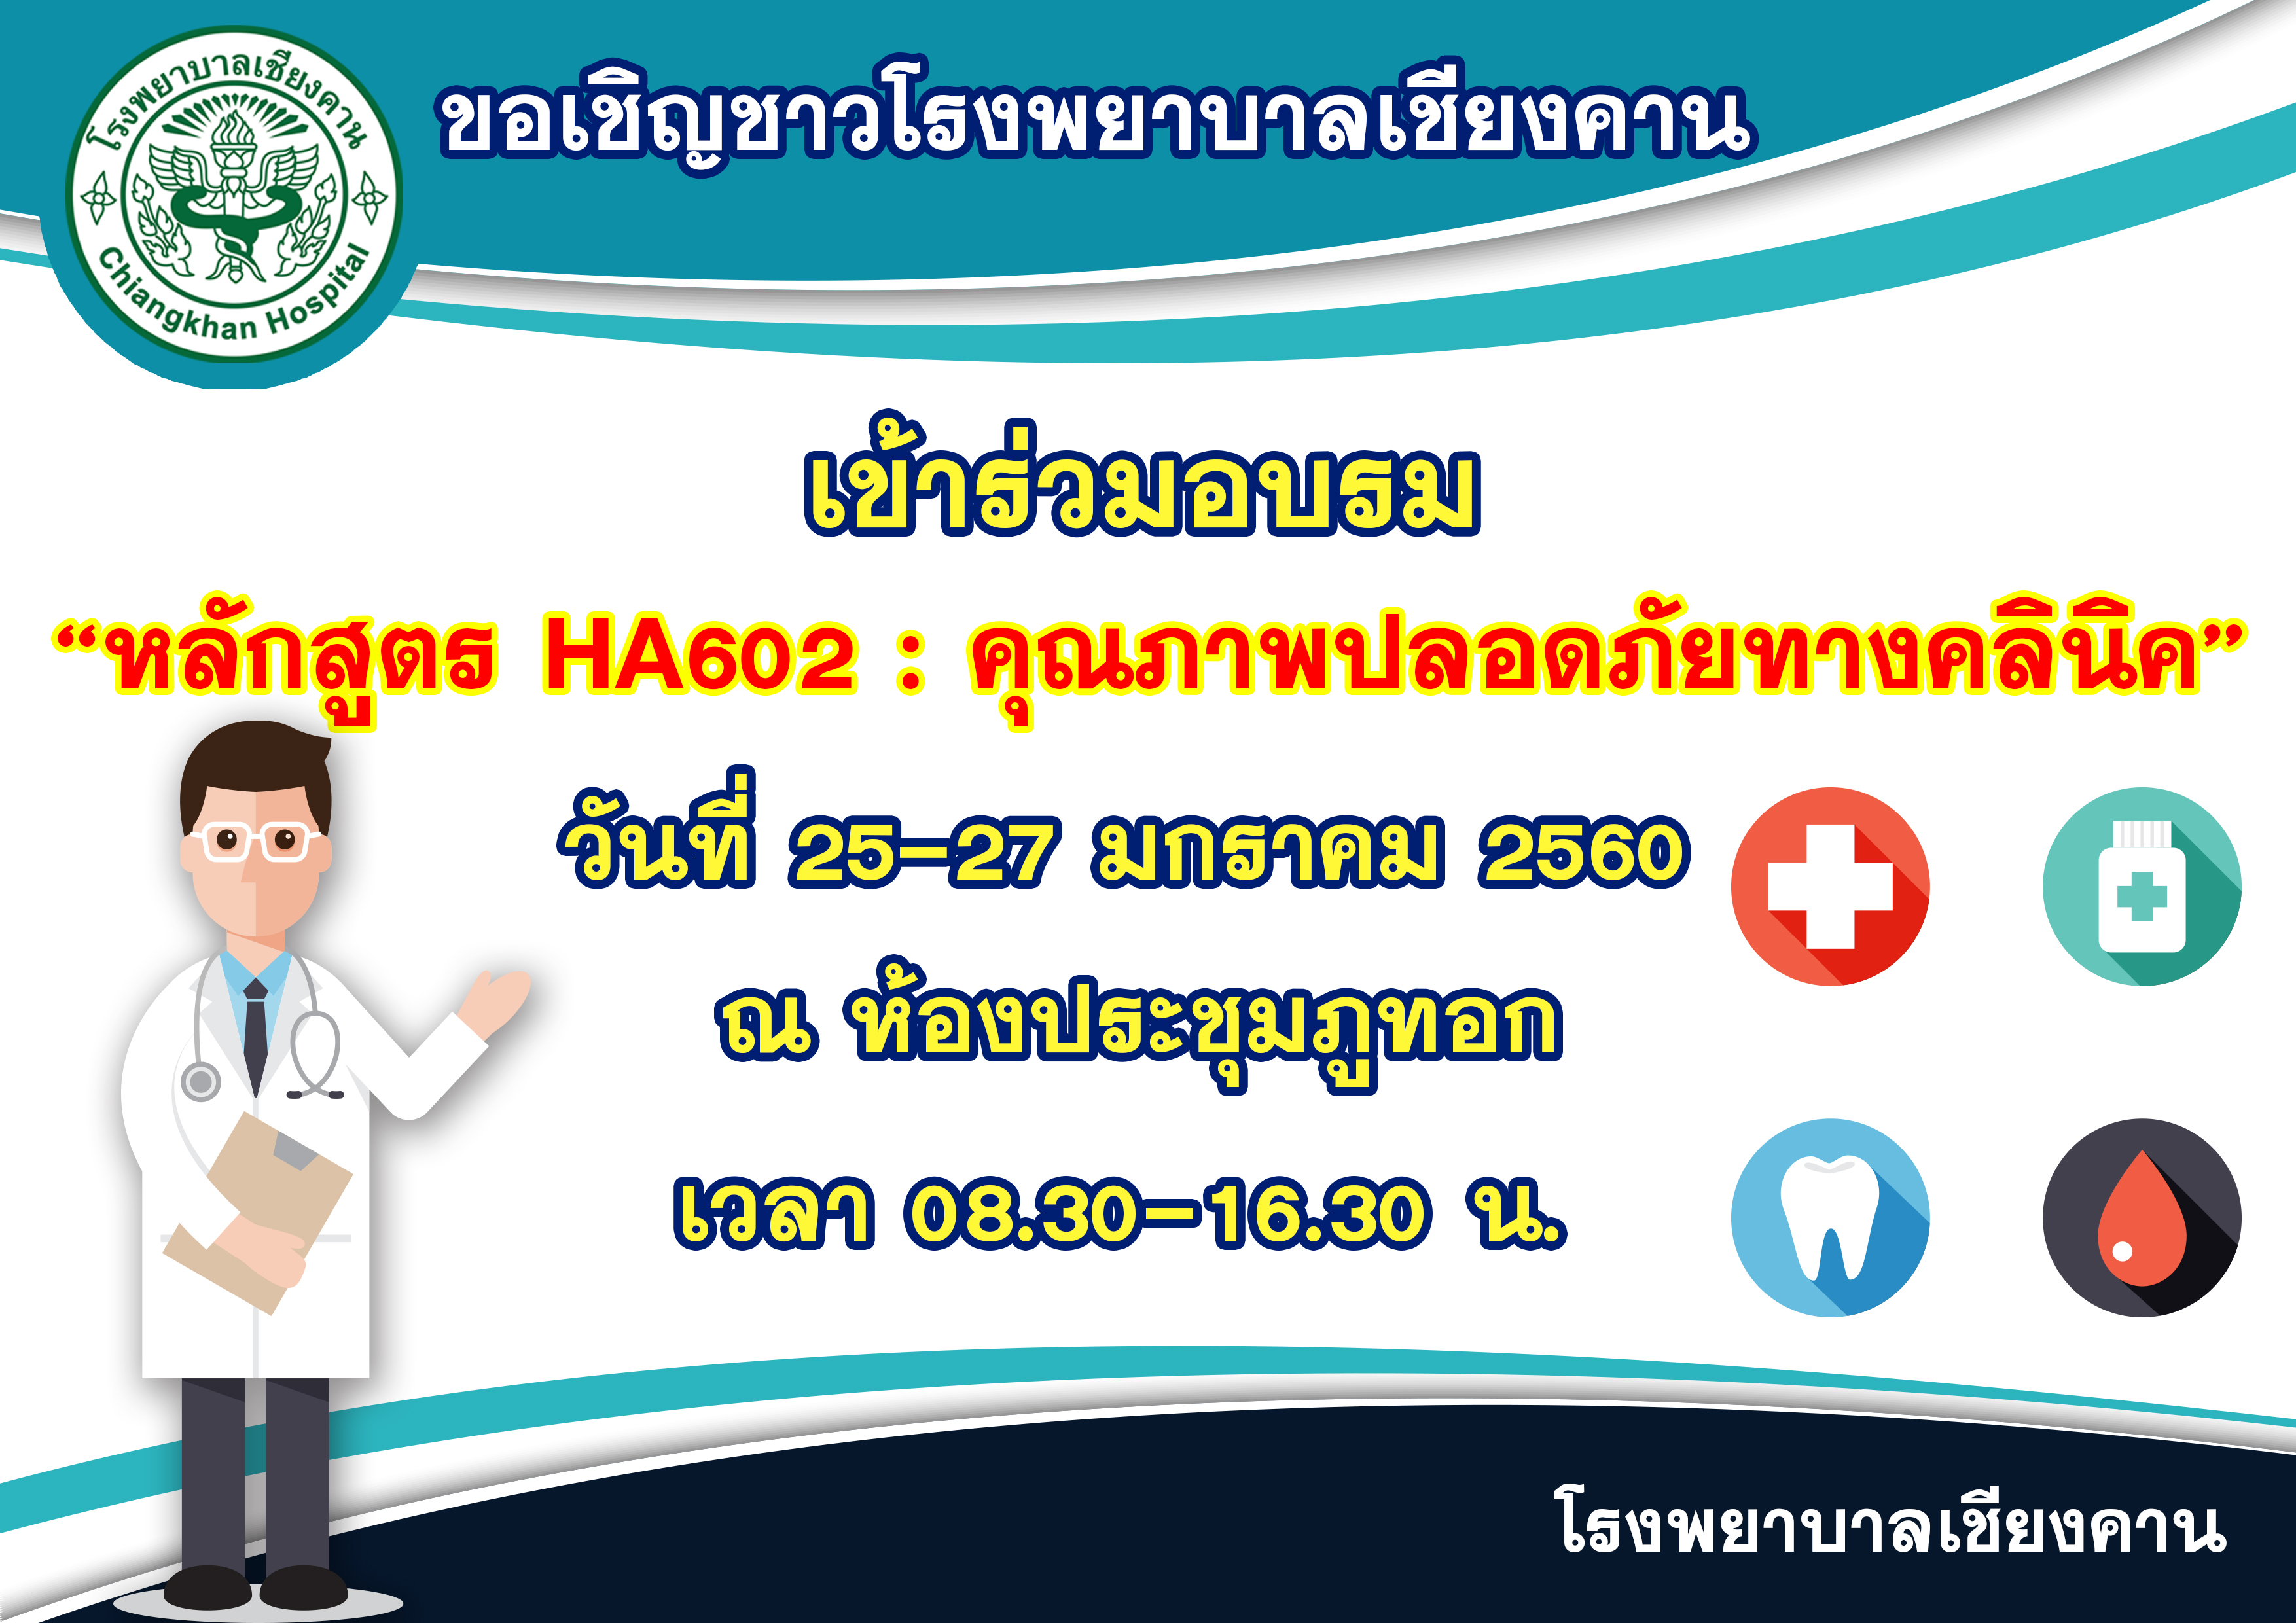 โรงพยาบาลเชียงคาน
Chiangkhan Hospital
ขอเชิญชาวโรงพยาบาลเชียงคาน
เข้าร่วมอบรม
“หลักสูตร HA602 : คุณภาพปลอดภัยทางคลินิค”
วันที่ 25-27 มกราคม 2560
ณ ห้องประชุมภูทอก
เวลา 08.30-16.30 น.
โรงพยาบาลเชียงคาน